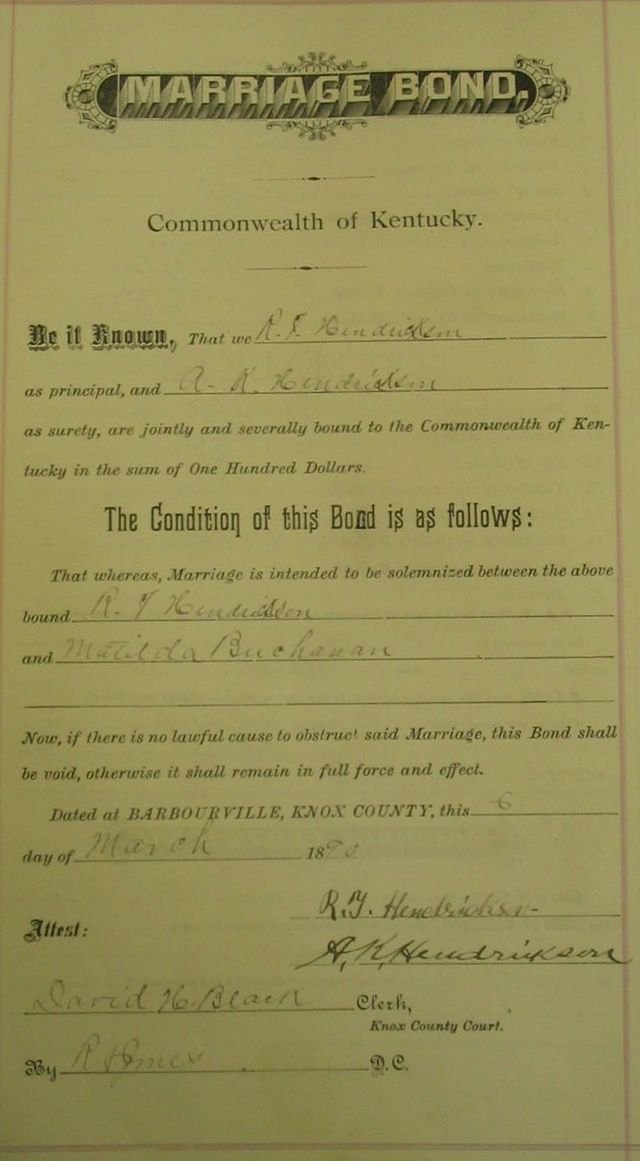 MARRIAGE BOND.
Commonwealth of Kentucky.
Be it Known, That we R. T. Hendrickson
as principal, and A. K. Hendrickson
as surety, are jointly and severally bound to the Commonwealth of Ken-
tucky in the sum of One Hundred Dollars.
The Condition of this Bond is as follows:
That whereas, Marriage is intended to be solemnized between the above
bound R. T Hendrickson
and Matilda Buchanan
Now, if there is no lawful cause to obstruct said Marriage, this Bond shall
be void, otherwise it shall remain in full force and effect.
Dated at BARBOURVILLE, KNOX COUNTY, this 6
day of March 1890
R. T. Hendrickson
Attest:
A. K. Hendrickson
David H. Black Clerk,
Knox County Court.
By D. C.